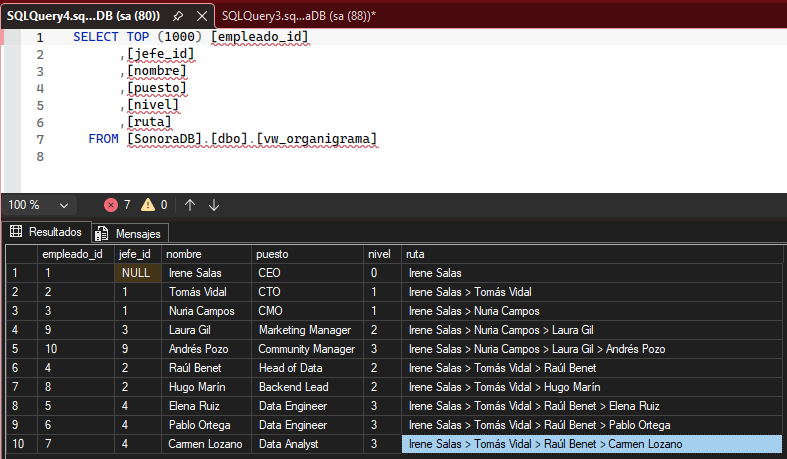 SQLQuery4.sq...DB (sa (80)) SQLQuery3.sq...aDB (sa (88))*
1 SELECT TOP (1000) [empleado_id]
2 ,[jefe_id]
3 ,[nombre]
4 ,[puesto]
5 ,[nivel]
6 ,[ruta]
7 FROM [SonoraDB].[dbo].[vw_organigrama]
8
100 % 7 0
Resultados Mensajes
empleado_id jefe_id nombre puesto nivel ruta
1 1 NULL Irene Salas CEO 0 Irene Salas
2 2 1 Tomás Vidal CTO 1 Irene Salas > Tomás Vidal
3 3 1 Nuria Campos CMO 1 Irene Salas > Nuria Campos
4 9 3 Laura Gil Marketing Manager 2 Irene Salas > Nuria Campos > Laura Gil
5 10 9 Andrés Pozo Community Manager 3 Irene Salas > Nuria Campos > Laura Gil > Andrés Pozo
6 4 2 Raúl Benet Head of Data 2 Irene Salas > Tomás Vidal > Raúl Benet
7 8 2 Hugo Marín Backend Lead 2 Irene Salas > Tomás Vidal > Hugo Marín
8 5 4 Elena Ruiz Data Engineer 3 Irene Salas > Tomás Vidal > Raúl Benet > Elena Ruiz
9 6 4 Pablo Ortega Data Engineer 3 Irene Salas > Tomás Vidal > Raúl Benet > Pablo Ortega
10 7 4 Carmen Lozano Data Analyst 3 Irene Salas > Tomás Vidal > Raúl Benet > Carmen Lozano